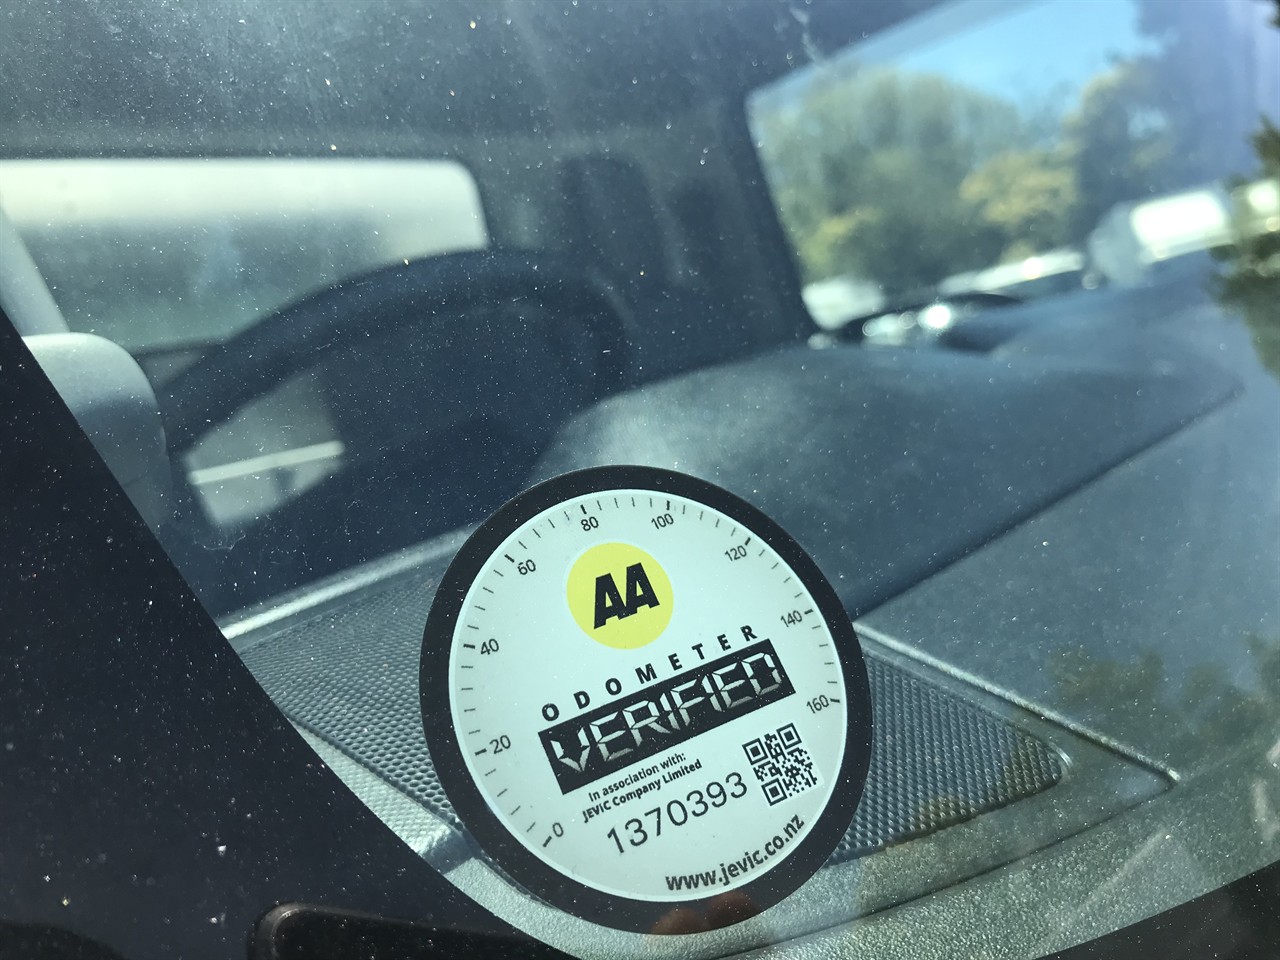 80
100
60
120
AA
40
140
ODOMETER
VERIFIED
160
20
In association with:
JEVIC Company Limited
0
1370393
www.jevic.co.nz